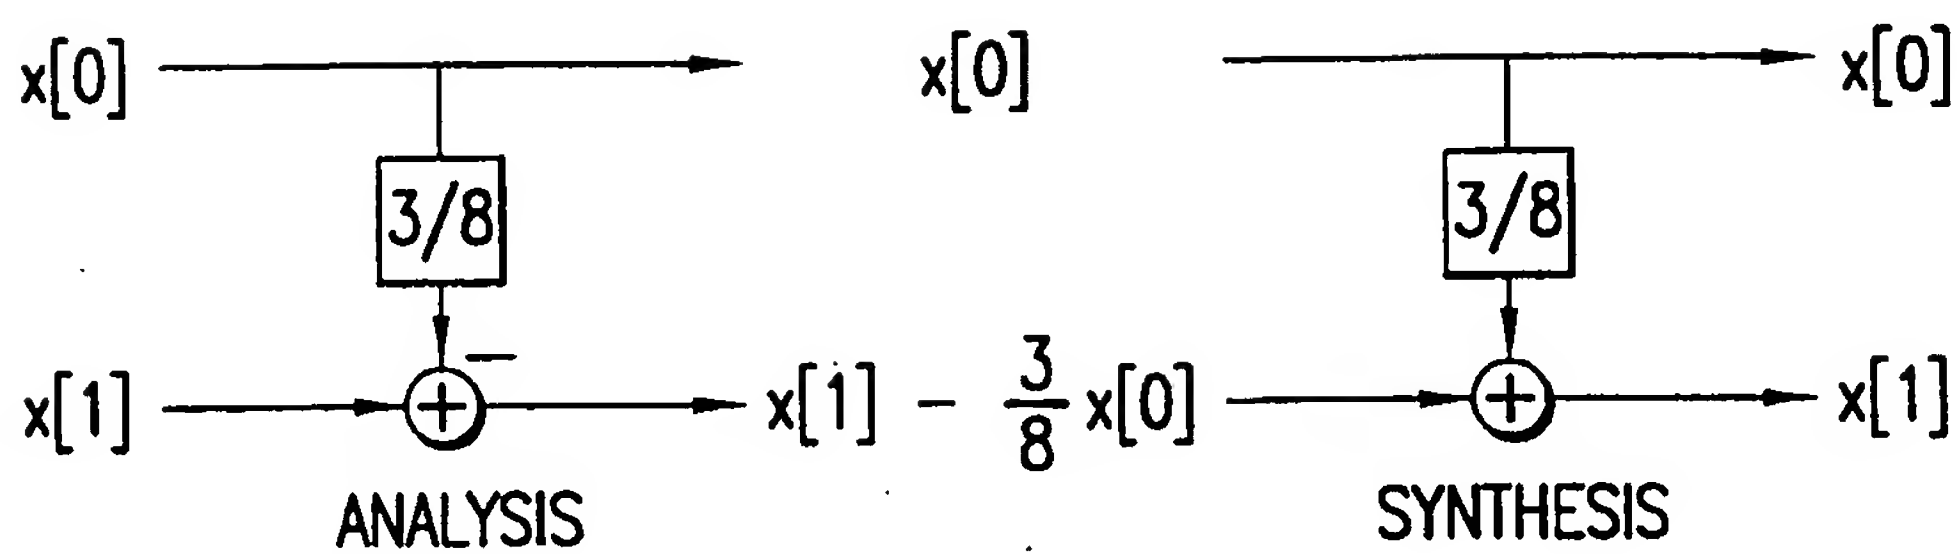 x[0] x[0] x[0]
3/8 3/8
−
x[1] x[1] − 3/8 x[0] x[1]
ANALYSIS SYNTHESIS